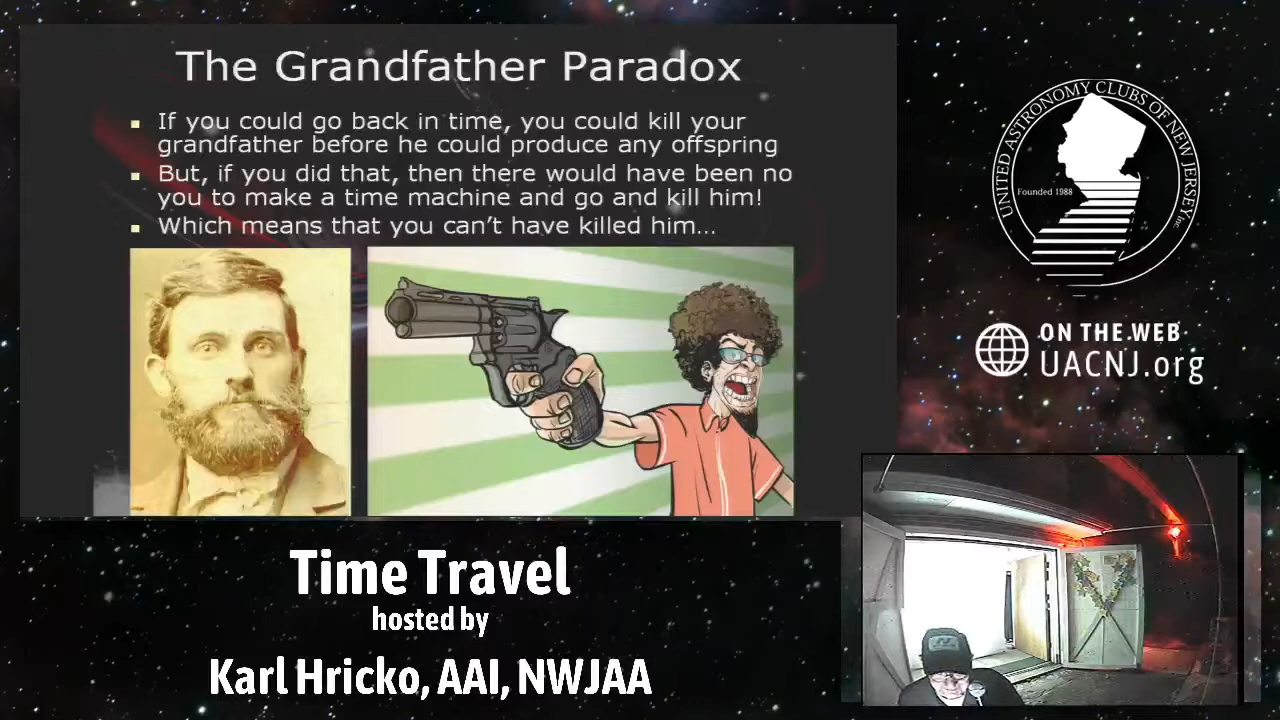 The Grandfather Paradox
If you could go back in time, you could kill your
grandfather before he could produce any offspring
But, if you did that, then there would have been no
you to make a time machine and go and kill him!
Which means that you can't have killed him...
UNITED ASTRONOMY CLUBS OF NEW JERSEY, Inc.
Founded 1988
ON THE WEB
UACNJ.org
Time Travel
hosted by
Karl Hricko, AAI, NWJAA